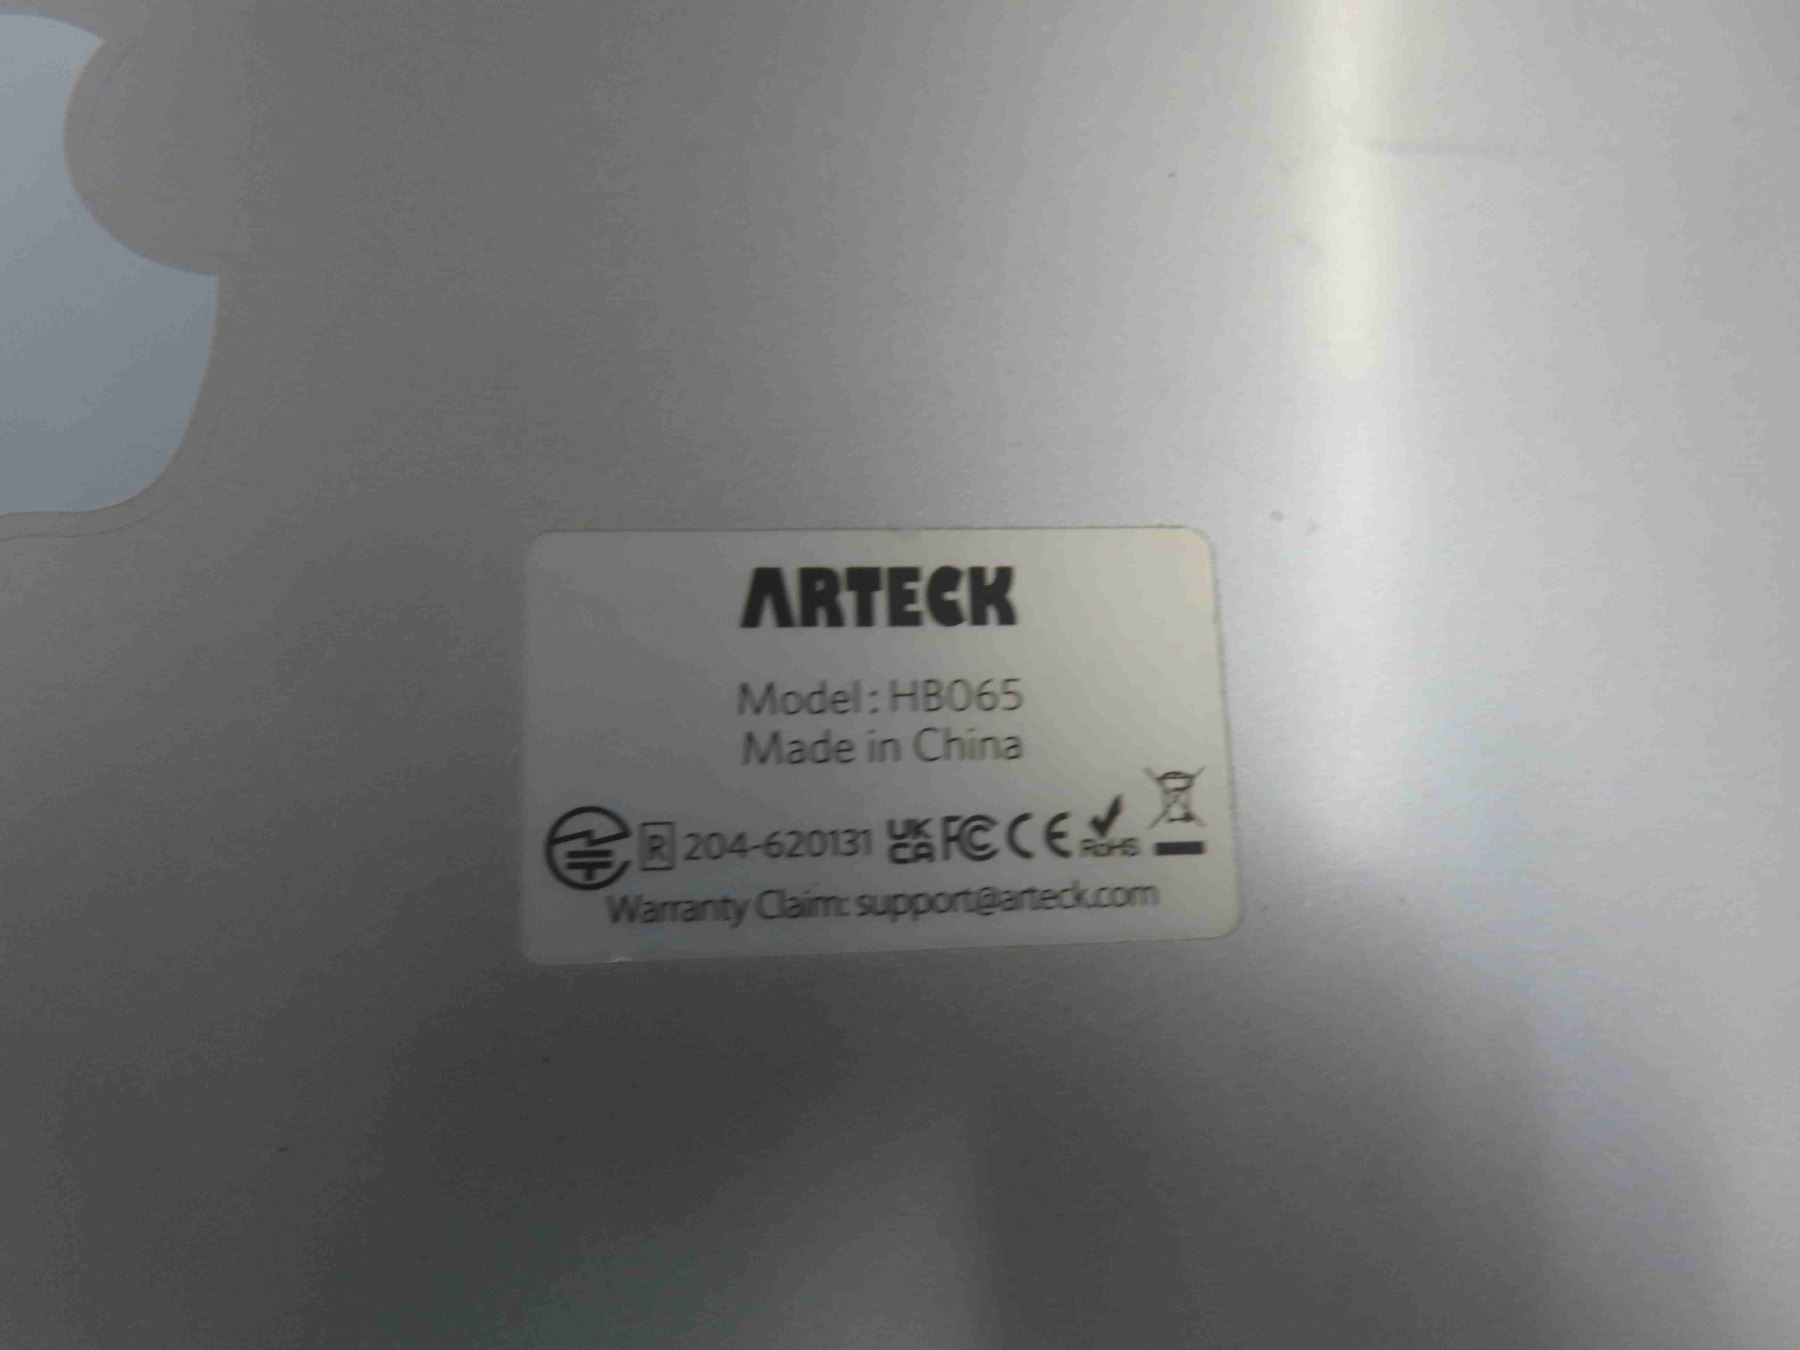 ARTECK
Model: HB065
Made in China
R 204-620131 UK CA FC CE RoHS
Warranty Claim: support@arteck.com